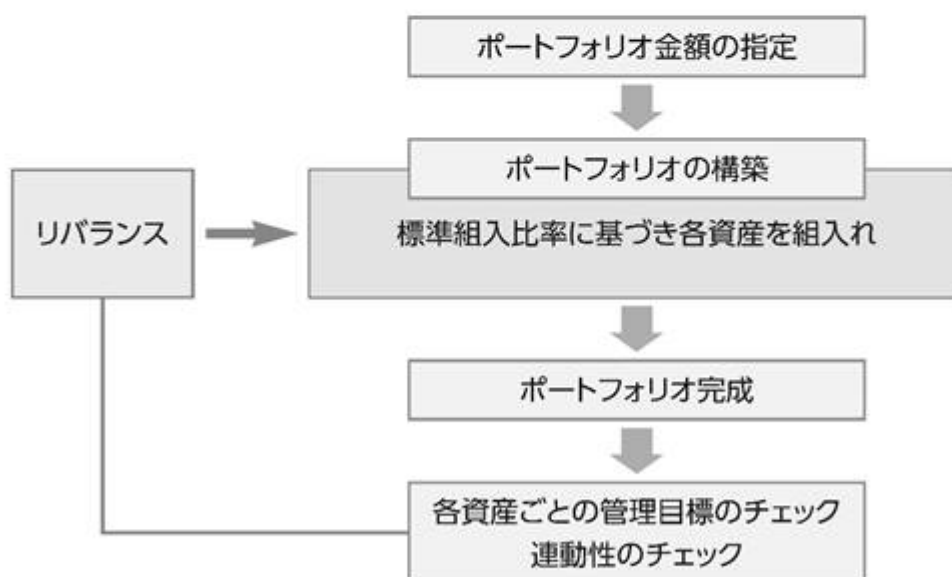 ポートフォリオ金額の指定
ポートフォリオの構築
リバランス
標準組入比率に基づき各資産を組入れ
ポートフォリオ完成
各資産ごとの管理目標のチェック
連動性のチェック